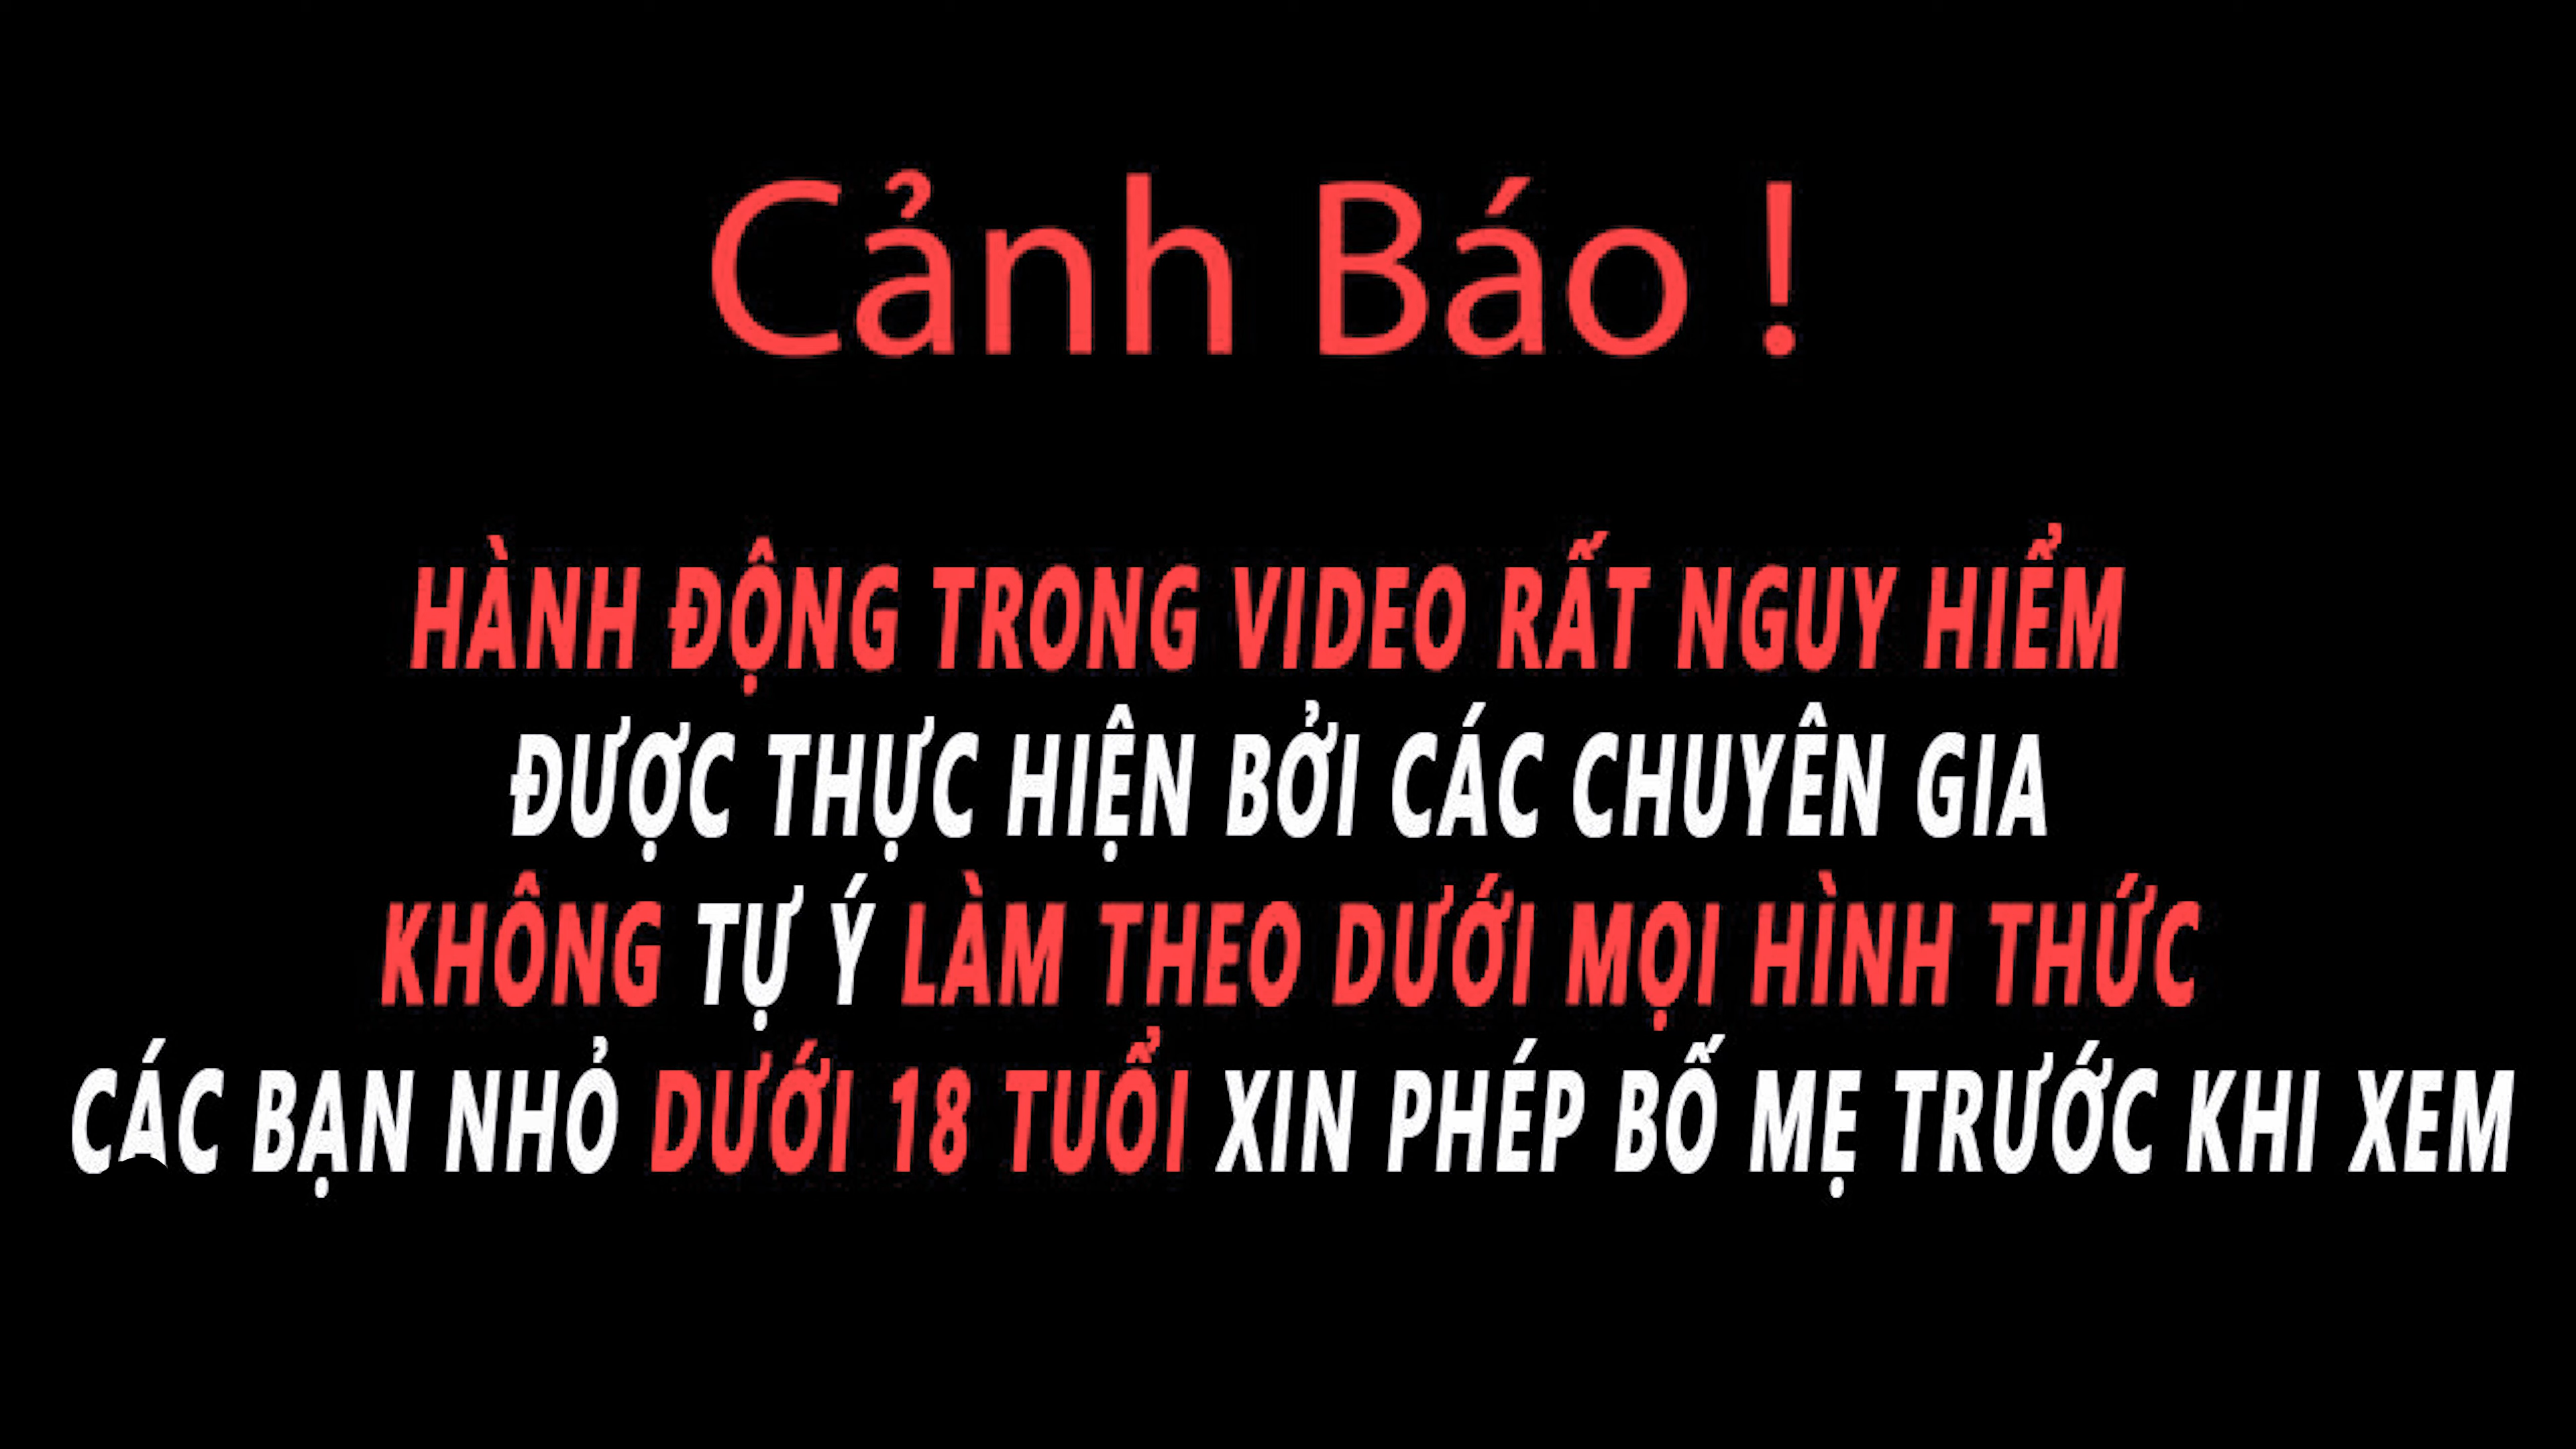 Cảnh Báo !
HÀNH ĐỘNG TRONG VIDEO RẤT NGUY HIỂM
ĐƯỢC THỰC HIỆN BỞI CÁC CHUYÊN GIA
KHÔNG TỰ Ý LÀM THEO DƯỚI MỌI HÌNH THỨC
CÁC BẠN NHỎ DƯỚI 18 TUỔI XIN PHÉP BỐ MẸ TRƯỚC KHI XEM